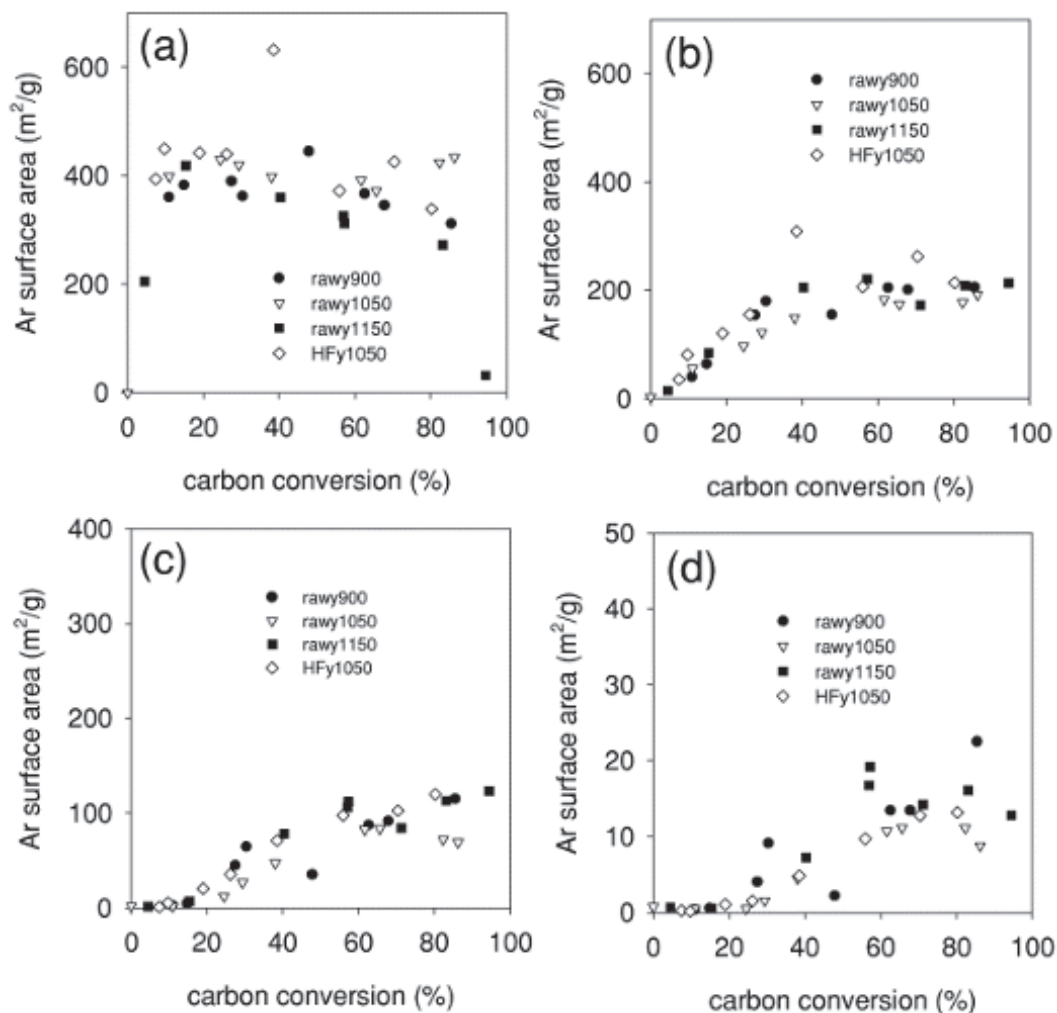 (a)
Ar surface area (m²/g)
600
400
200
0
rawy900
rawy1050
rawy1150
HFy1050
0 20 40 60 80 100
carbon conversion (%)
(b)
Ar surface area (m²/g)
600
400
200
0
rawy900
rawy1050
rawy1150
HFy1050
0 20 40 60 80 100
carbon conversion (%)
(c)
Ar surface area (m²/g)
400
300
200
100
0
rawy900
rawy1050
rawy1150
HFy1050
0 20 40 60 80 100
carbon conversion (%)
(d)
Ar surface area (m²/g)
50
40
30
20
10
0
rawy900
rawy1050
rawy1150
HFy1050
0 20 40 60 80 100
carbon conversion (%)